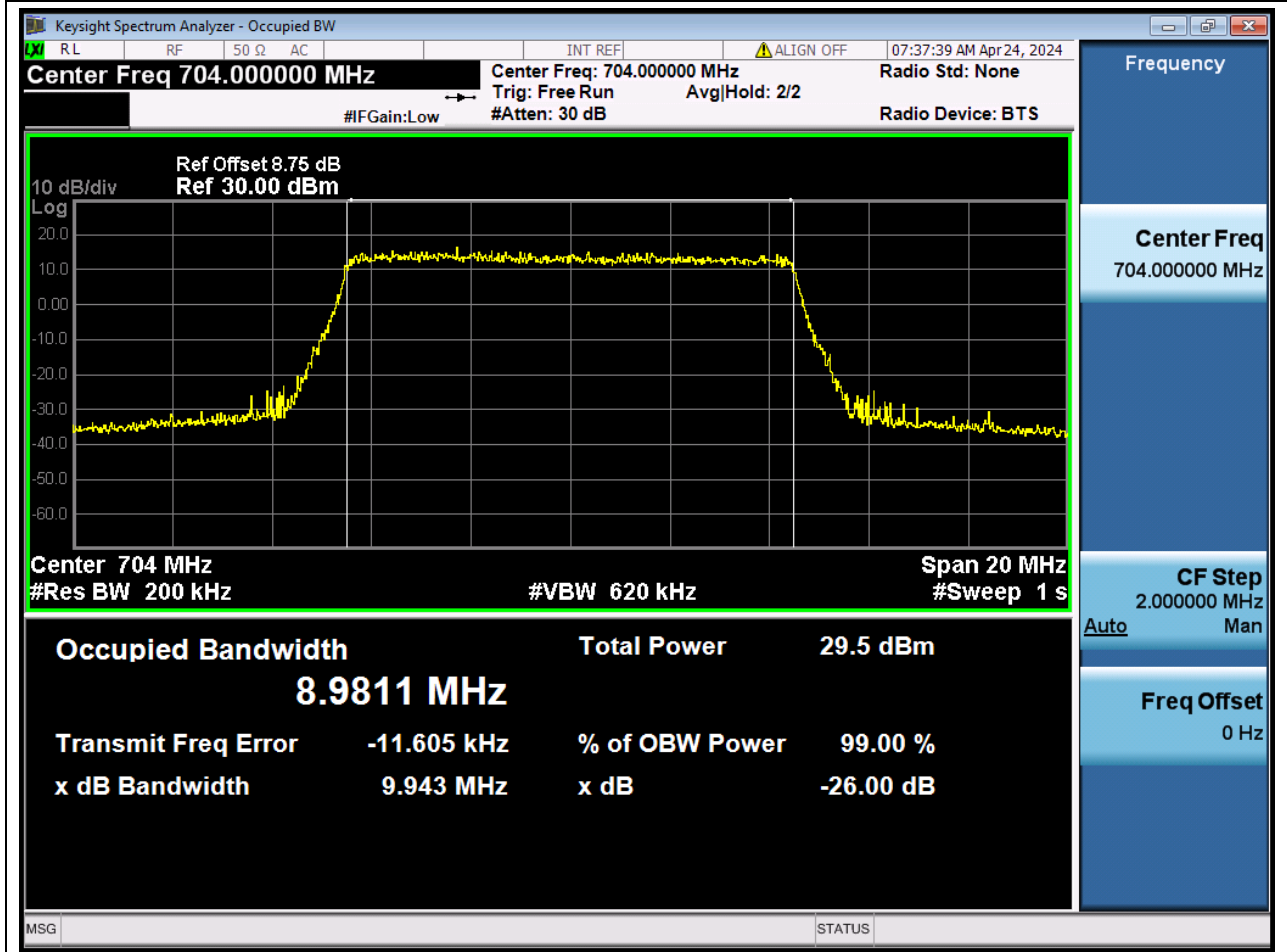 Keysight Spectrum Analyzer - Occupied BW
LXI RL RF 50 Ω AC INT REF ALIGN OFF 07:37:39 AM Apr 24, 2024
Center Freq 704.000000 MHz Center Freq: 704.000000 MHz Radio Std: None
Trig: Free Run Avg|Hold: 2/2
#IFGain:Low #Atten: 30 dB Radio Device: BTS
Ref Offset 8.75 dB
10 dB/div Ref 30.00 dBm
Log
20.0
10.0
0.00
-10.0
-20.0
-30.0
-40.0
-50.0
-60.0
Center 704 MHz Span 20 MHz
#Res BW 200 kHz #VBW 620 kHz #Sweep 1 s
Occupied Bandwidth Total Power 29.5 dBm
8.9811 MHz
Transmit Freq Error -11.605 kHz % of OBW Power 99.00 %
x dB Bandwidth 9.943 MHz x dB -26.00 dB
MSG STATUS
Frequency
Center Freq
704.000000 MHz
CF Step
2.000000 MHz
Auto Man
Freq Offset
0 Hz